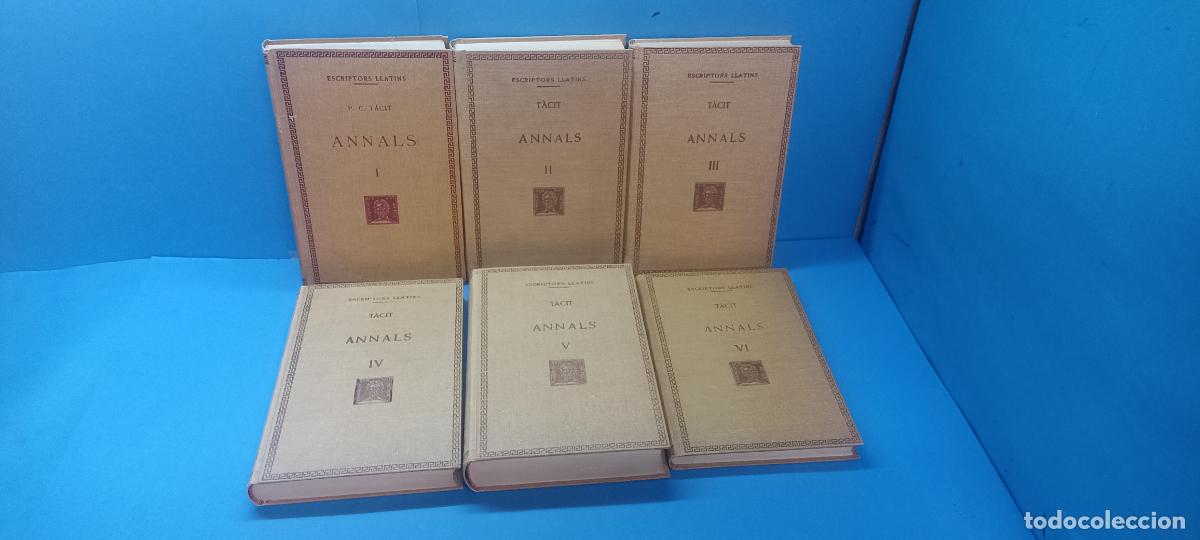 ESCRIPTORS LLATINS
P. C. TÀCIT
ANNALS
I
ESCRIPTORS LLATINS
TÀCIT
ANNALS
II
ESCRIPTORS LLATINS
TÀCIT
ANNALS
III
ESCRIPTORS LLATINS
TÀCIT
ANNALS
IV
ESCRIPTORS LLATINS
TÀCIT
ANNALS
V
ESCRIPTORS LLATINS
TÀCIT
ANNALS
VI
todocoleccion